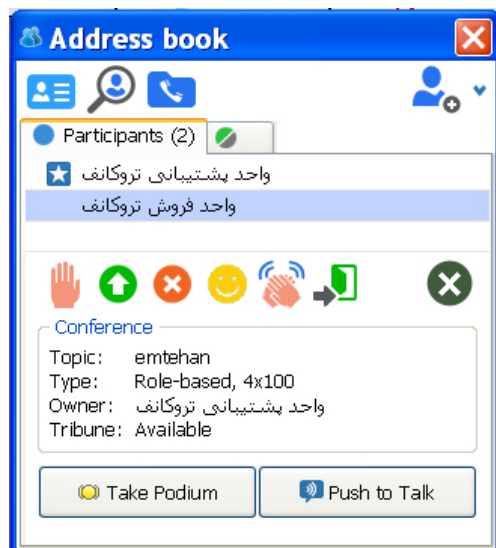 Address book
Participants (2)
واحد پشتیبانی تروکانف
واحد فروش تروکانف
Conference
Topic: emtehan
Type: Role-based, 4x100
Owner: واحد پشتیبانی تروکانف
Tribune: Available
Take Podium
Push to Talk